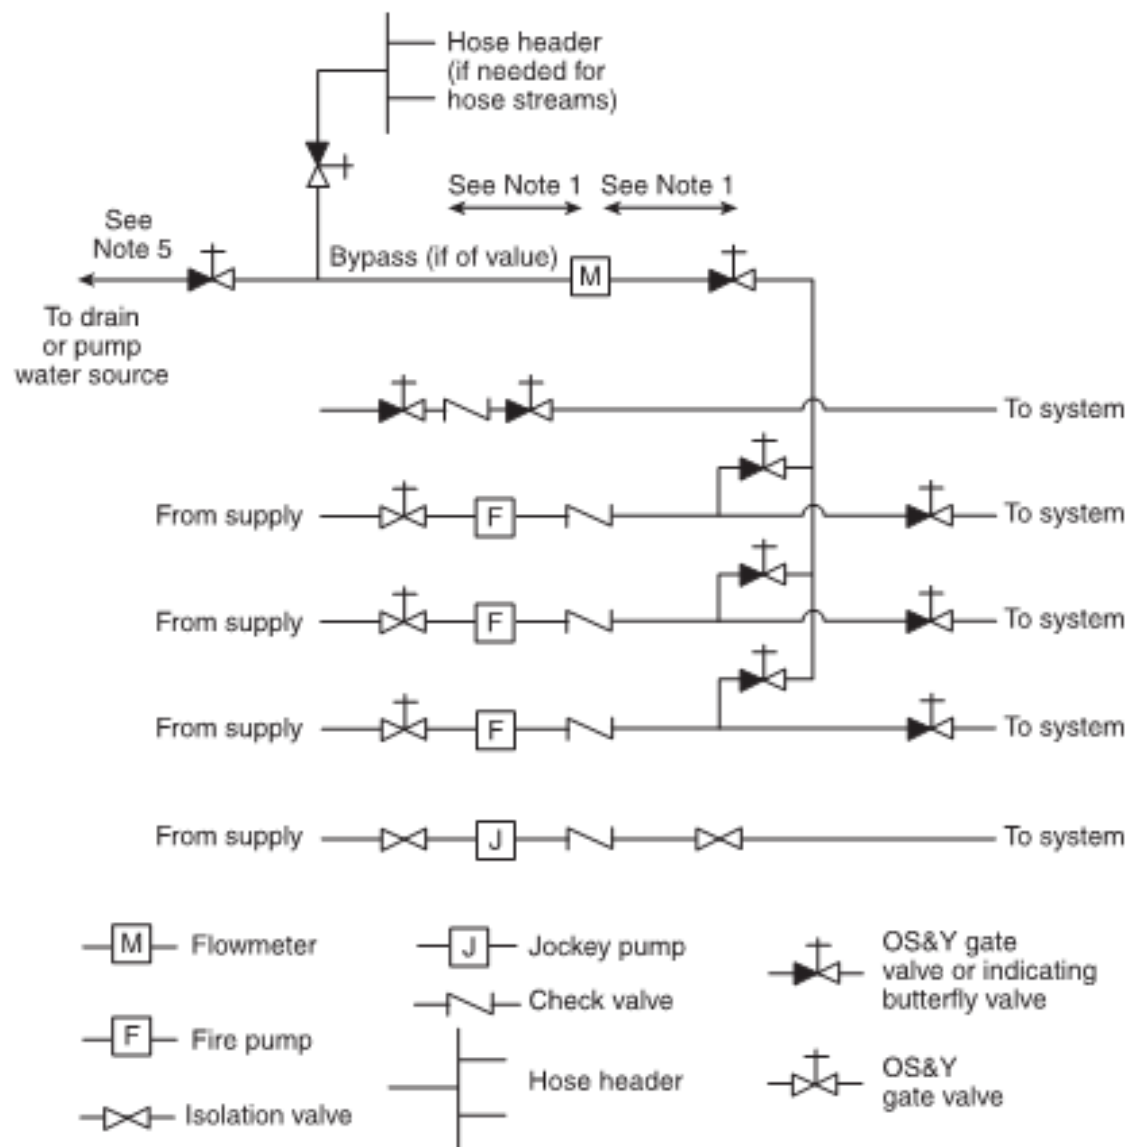 Hose header
(if needed for
hose streams)
See Note 1
See Note 1
See
Note 5
Bypass (if of value)
M
To drain
or pump
water source
To system
From supply
F
To system
From supply
F
To system
From supply
F
To system
From supply
J
To system
M
Flowmeter
J
Jockey pump
OS&Y gate
valve or indicating
butterfly valve
Check valve
F
Fire pump
Hose header
OS&Y
gate valve
Isolation valve